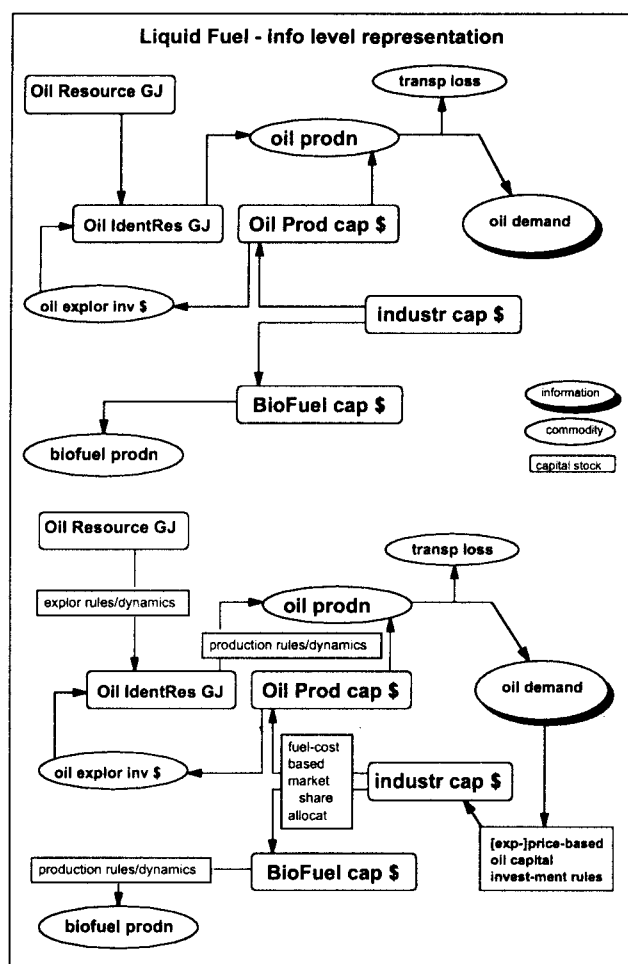 Liquid Fuel - info level representation
transp loss
Oil Resource GJ
oil prodn
Oil IdentRes GJ
Oil Prod cap $
oil demand
oil explor inv $
industr cap $
BioFuel cap $
information
commodity
capital stock
biofuel prodn
Oil Resource GJ
transp loss
explor rules/dynamics
oil prodn
production rules/dynamics
Oil IdentRes GJ
Oil Prod cap $
oil demand
fuel-cost
based
market
share
allocat
oil explor inv $
industr cap $
[exp-]price-based
oil capital
invest-ment rules
production rules/dynamics
BioFuel cap $
biofuel prodn